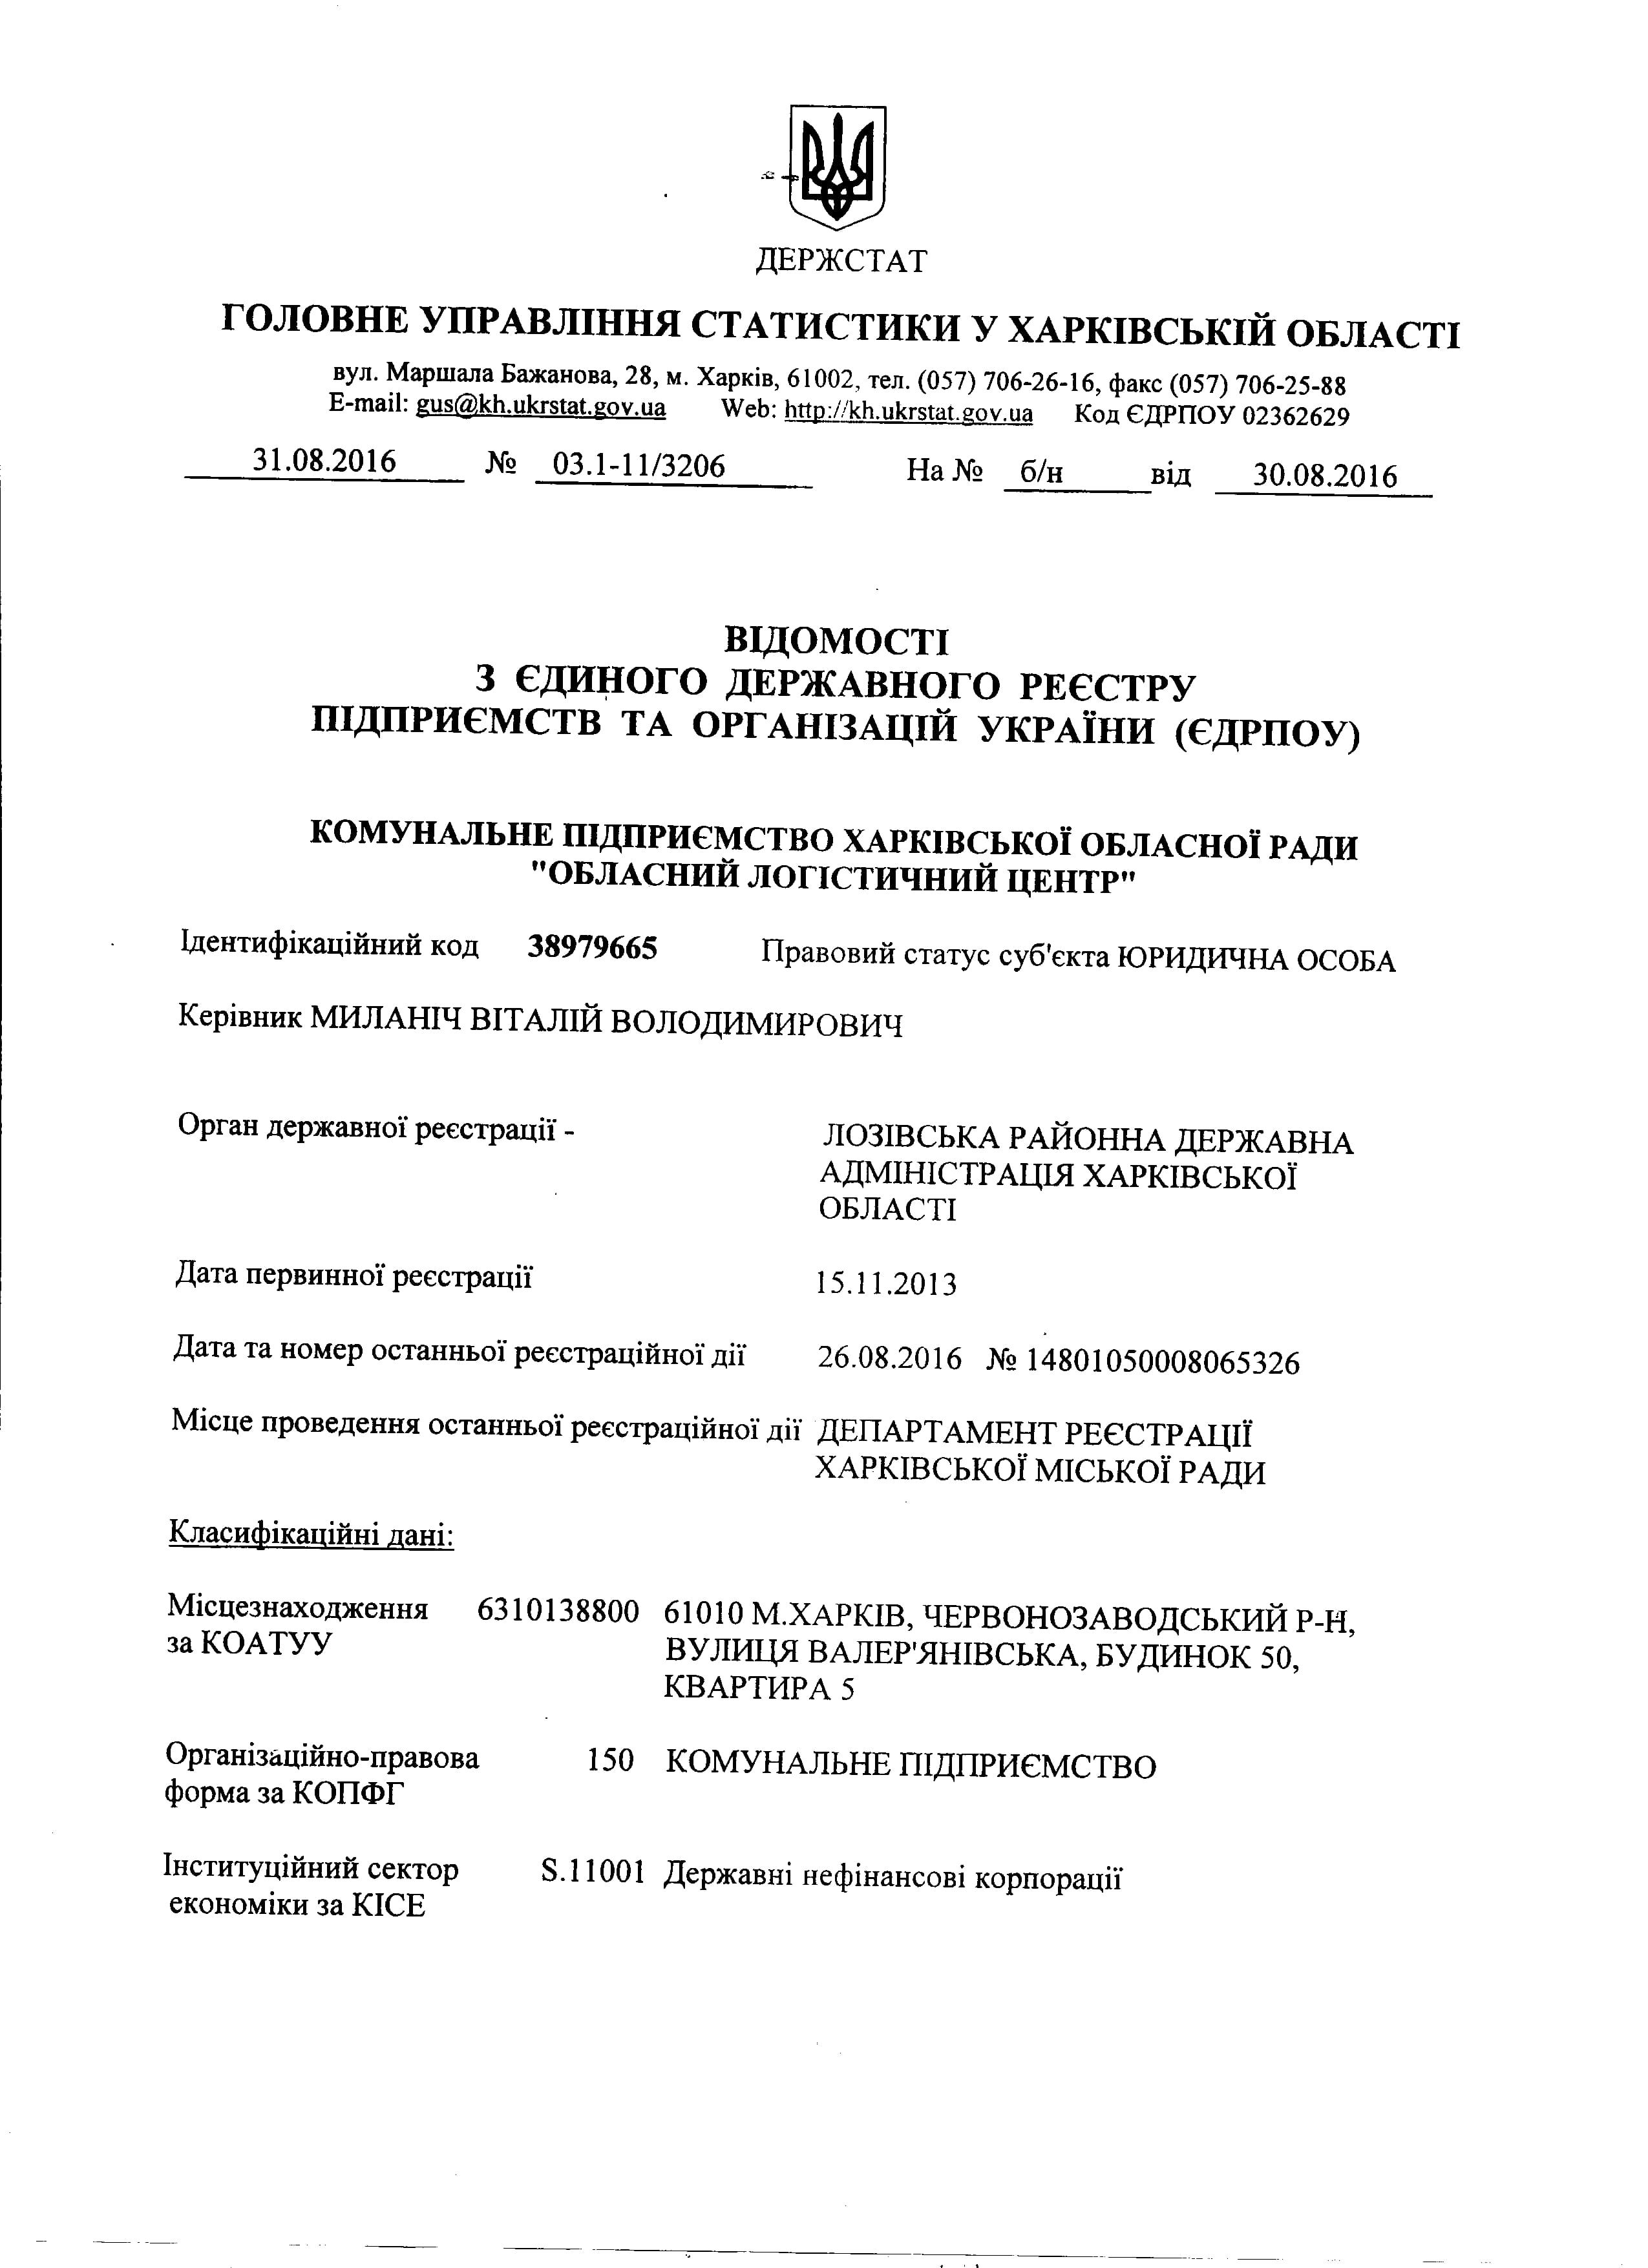 ДЕРЖСТАТ
ГОЛОВНЕ УПРАВЛІННЯ СТАТИСТИКИ У ХАРКІВСЬКІЙ ОБЛАСТІ
вул. Маршала Бажанова, 28, м. Харків, 61002, тел. (057) 706-26-16, факс (057) 706-25-88
E-mail: gus@kh.ukrstat.gov.ua Web: http://kh.ukrstat.gov.ua Код ЄДРПОУ 02362629
31.08.2016 № 03.1-11/3206 На № б/н від 30.08.2016
ВІДОМОСТІ
З ЄДИНОГО ДЕРЖАВНОГО РЕЄСТРУ
ПІДПРИЄМСТВ ТА ОРГАНІЗАЦІЙ УКРАЇНИ (ЄДРПОУ)
КОМУНАЛЬНЕ ПІДПРИЄМСТВО ХАРКІВСЬКОЇ ОБЛАСНОЇ РАДИ
"ОБЛАСНИЙ ЛОГІСТИЧНИЙ ЦЕНТР"
Ідентифікаційний код 38979665 Правовий статус суб'єкта ЮРИДИЧНА ОСОБА
Керівник МИЛАНІЧ ВІТАЛІЙ ВОЛОДИМИРОВИЧ
Орган державної реєстрації - ЛОЗІВСЬКА РАЙОННА ДЕРЖАВНА
АДМІНІСТРАЦІЯ ХАРКІВСЬКОЇ
ОБЛАСТІ
Дата первинної реєстрації 15.11.2013
Дата та номер останньої реєстраційної дії 26.08.2016 № 14801050008065326
Місце проведення останньої реєстраційної дії ДЕПАРТАМЕНТ РЕЄСТРАЦІЇ
ХАРКІВСЬКОЇ МІСЬКОЇ РАДИ
Класифікаційні дані:
Місцезнаходження 6310138800 61010 М.ХАРКІВ, ЧЕРВОНОЗАВОДСЬКИЙ Р-Н,
за КОАТУУ ВУЛИЦЯ ВАЛЕР'ЯНІВСЬКА, БУДИНОК 50,
КВАРТИРА 5
Організаційно-правова 150 КОМУНАЛЬНЕ ПІДПРИЄМСТВО
форма за КОПФГ
Інституційний сектор S.11001 Державні нефінансові корпорації
економіки за КІСЕ